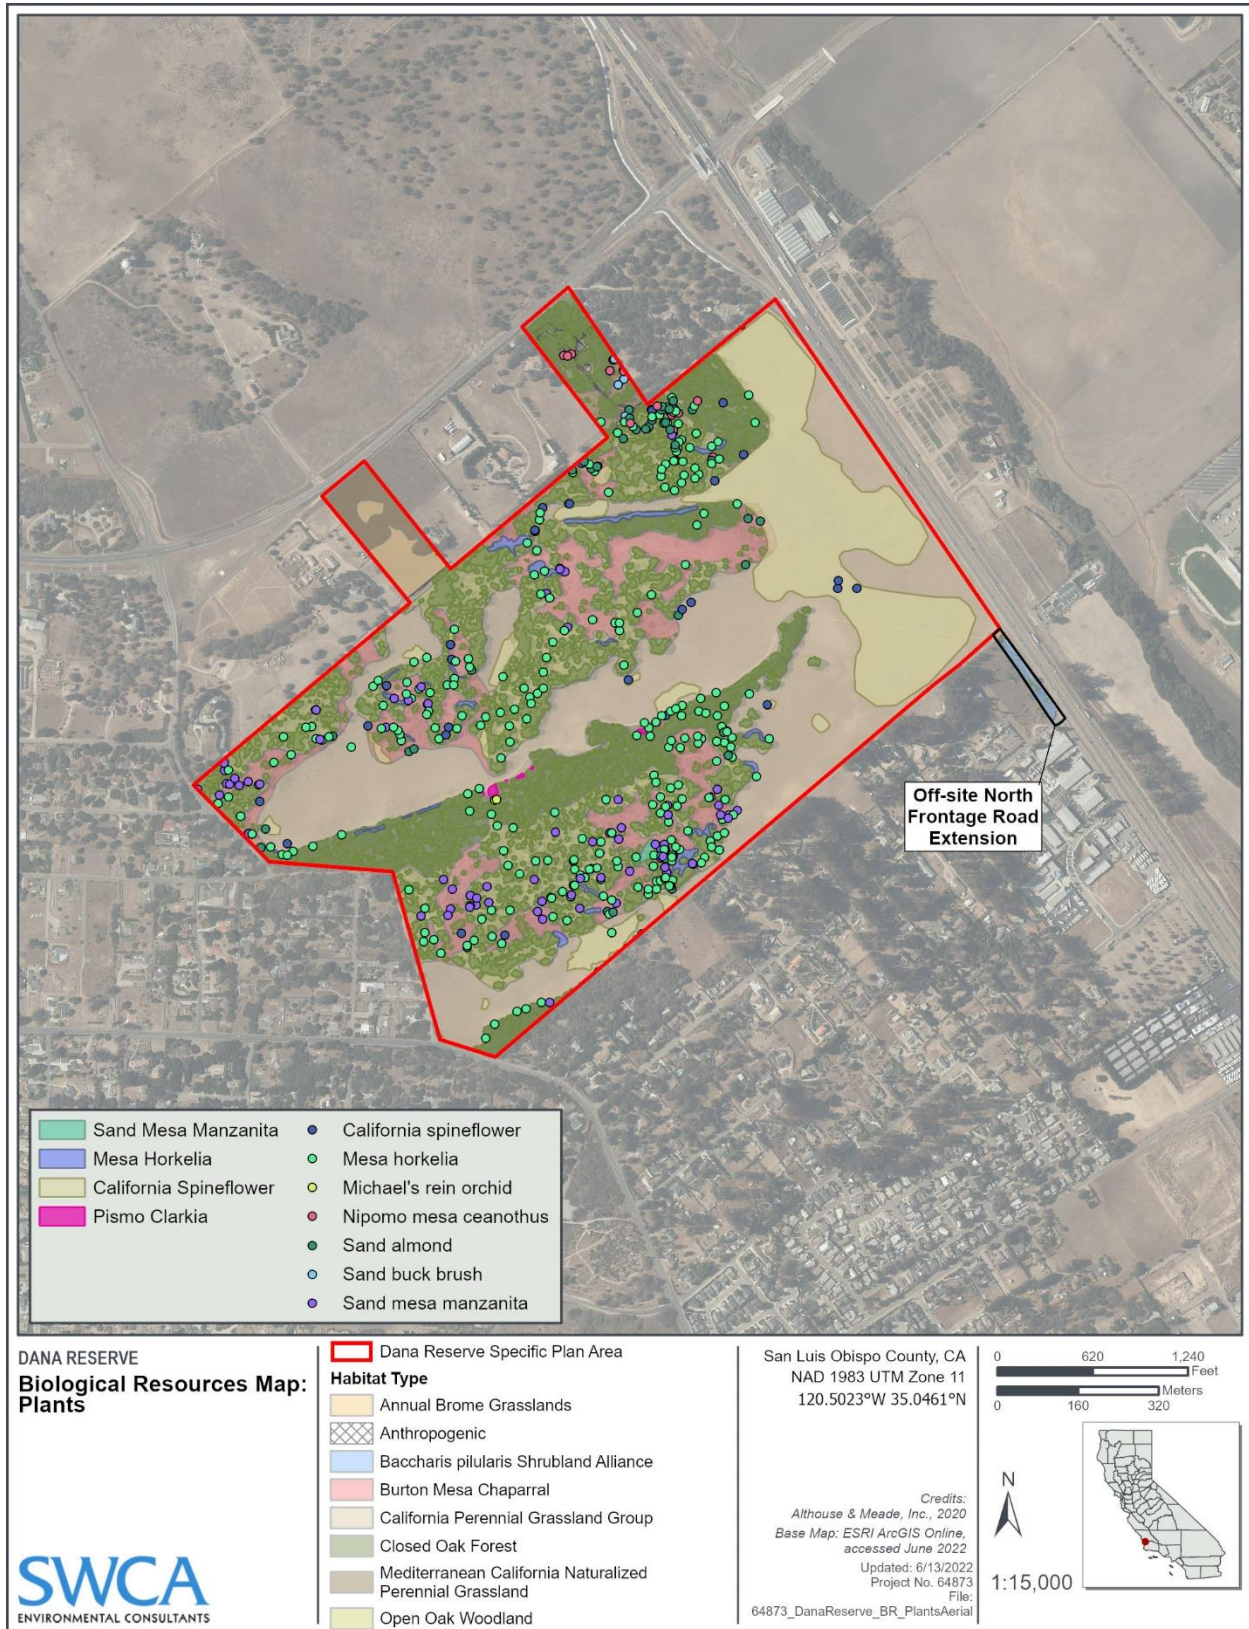 Off-site North
Frontage Road
Extension
Sand Mesa Manzanita
Mesa Horkelia
California Spineflower
Pismo Clarkia
California spineflower
Mesa horkelia
Michael's rein orchid
Nipomo mesa ceanothus
Sand almond
Sand buck brush
Sand mesa manzanita
DANA RESERVE
Biological Resources Map:
Plants
SWCA
ENVIRONMENTAL CONSULTANTS
Dana Reserve Specific Plan Area
Habitat Type
Annual Brome Grasslands
Anthropogenic
Baccharis pilularis Shrubland Alliance
Burton Mesa Chaparral
California Perennial Grassland Group
Closed Oak Forest
Mediterranean California Naturalized
Perennial Grassland
Open Oak Woodland
San Luis Obispo County, CA
NAD 1983 UTM Zone 11
120.5023°W 35.0461°N
Credits:
Althouse & Meade, Inc., 2020
Base Map: ESRI ArcGIS Online,
accessed June 2022
Updated: 6/13/2022
Project No. 64873
File:
64873_DanaReserve_BR_PlantsAerial
0 620 1,240
Feet
Meters
0 160 320
N
1:15,000